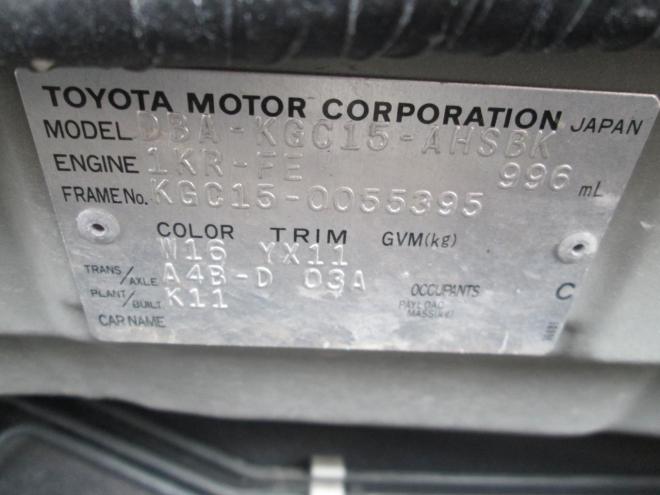 TOYOTA MOTOR CORPORATION JAPAN
MODEL DBA-KGC15-AHSBK
ENGINE 1KR-FE 996 mL
FRAME No. KGC15-0055395
COLOR TRIM GVM(kg)
W16 YX11
TRANS/AXLE A4B-D 03A
PLANT/BUILT K11 OCCUPANTS C
PAYLOAD
CAR NAME MASS(kg)